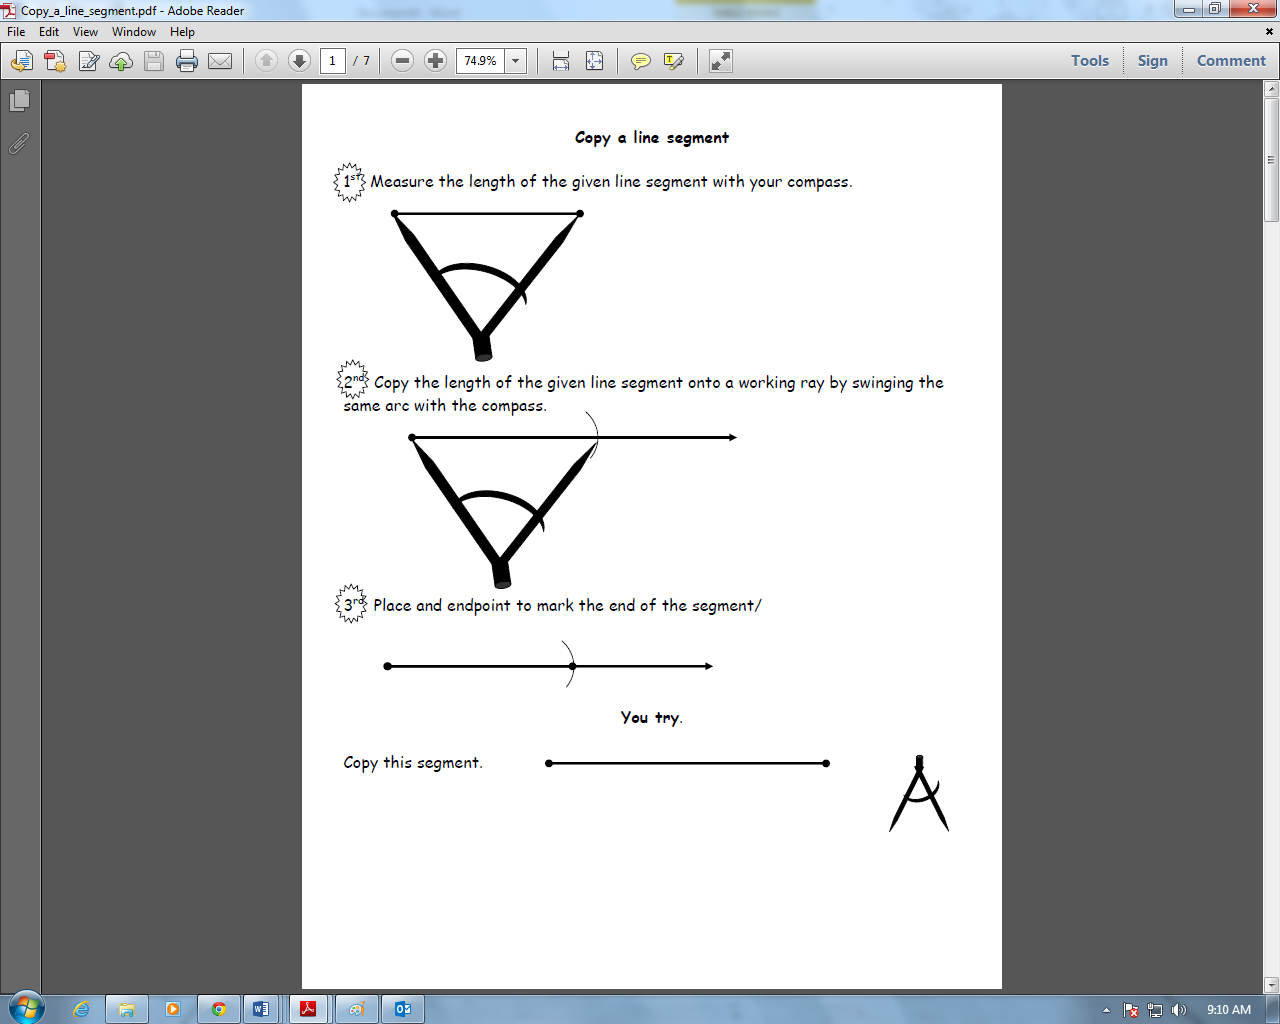 Copy_a_line_segment.pdf - Adobe Reader
File Edit View Window Help
1 / 7 74.9% Tools Sign Comment
Copy a line segment
1st Measure the length of the given line segment with your compass.
2nd Copy the length of the given line segment onto a working ray by swinging the
same arc with the compass.
3rd Place and endpoint to mark the end of the segment/
You try.
Copy this segment.
9:10 AM